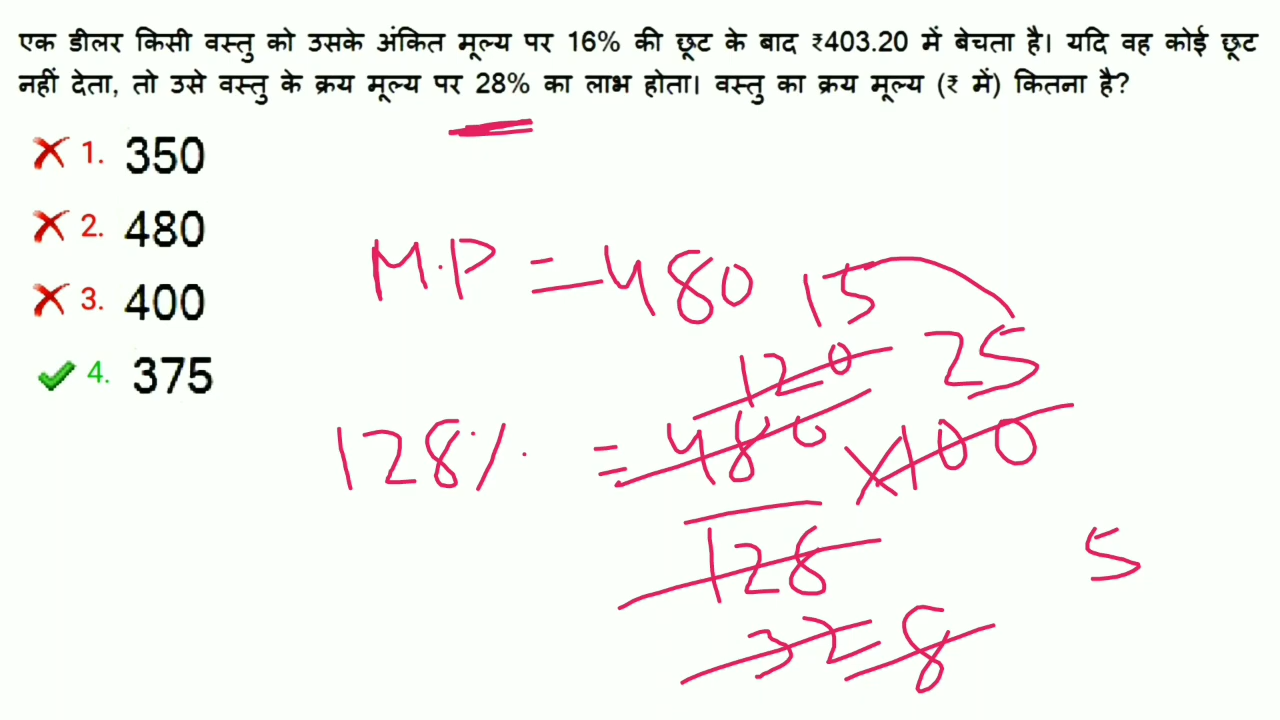 एक डीलर किसी वस्तु को उसके अंकित मूल्य पर 16% की छूट के बाद ₹403.20 में बेचता है। यदि वह कोई छूट
नहीं देता, तो उसे वस्तु के क्रय मूल्य पर 28% का लाभ होता। वस्तु का क्रय मूल्य (₹ में) कितना है?
1. 350
2. 480
3. 400
4. 375
M.P = 480
15
120 25
128% = 480 × 100
128
5
32 8